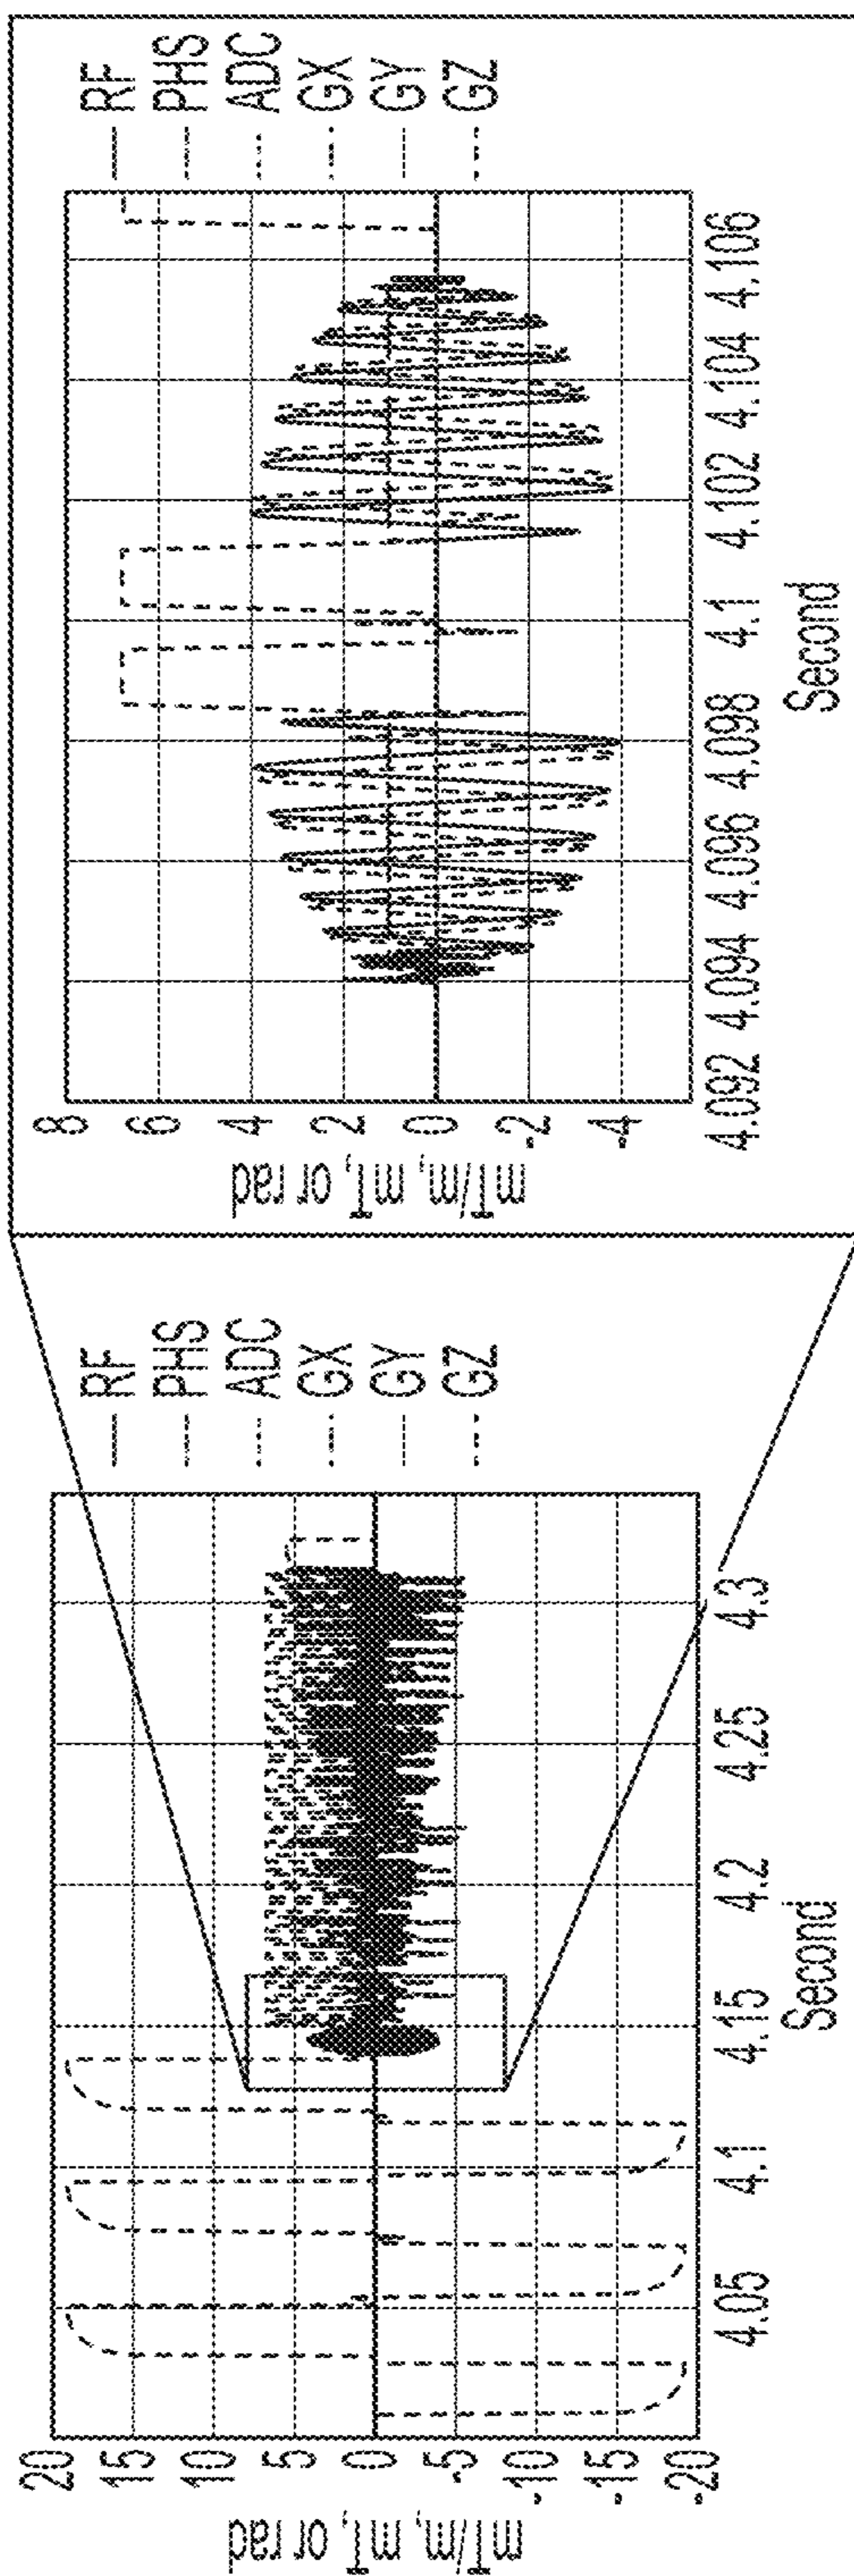 mT/m, mT, or rad
20
15
10
5
0
-5
-10
-15
-20
4.05
4.1
4.15
4.2
4.25
4.3
Second
RF
PHS
ADC
GX
GY
GZ
mT/m, mT, or rad
8
6
4
2
0
-2
-4
4.092
4.094
4.096
4.098
4.1
4.102
4.104
4.106
Second
RF
PHS
ADC
GX
GY
GZ